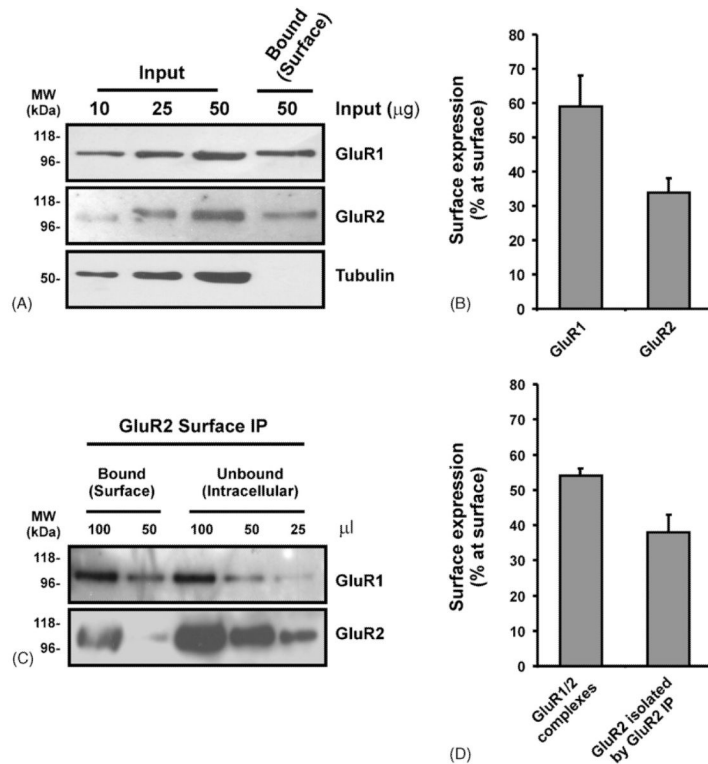 Input
Bound
(Surface)
MW
(kDa)
10 25 50 50 Input (μg)
118-
96-
GluR1
118-
96-
GluR2
50-
Tubulin
(A)
Surface expression
(% at surface)
80
70
60
50
40
30
20
10
0
GluR1
GluR2
(B)
GluR2 Surface IP
Bound
(Surface)
Unbound
(Intracellular)
MW
(kDa)
100 50 100 50 25 μl
118-
96-
GluR1
118-
96-
GluR2
(C)
Surface expression
(% at surface)
80
70
60
50
40
30
20
10
0
GluR1/2
complexes
GluR2 isolated
by GluR2 IP
(D)